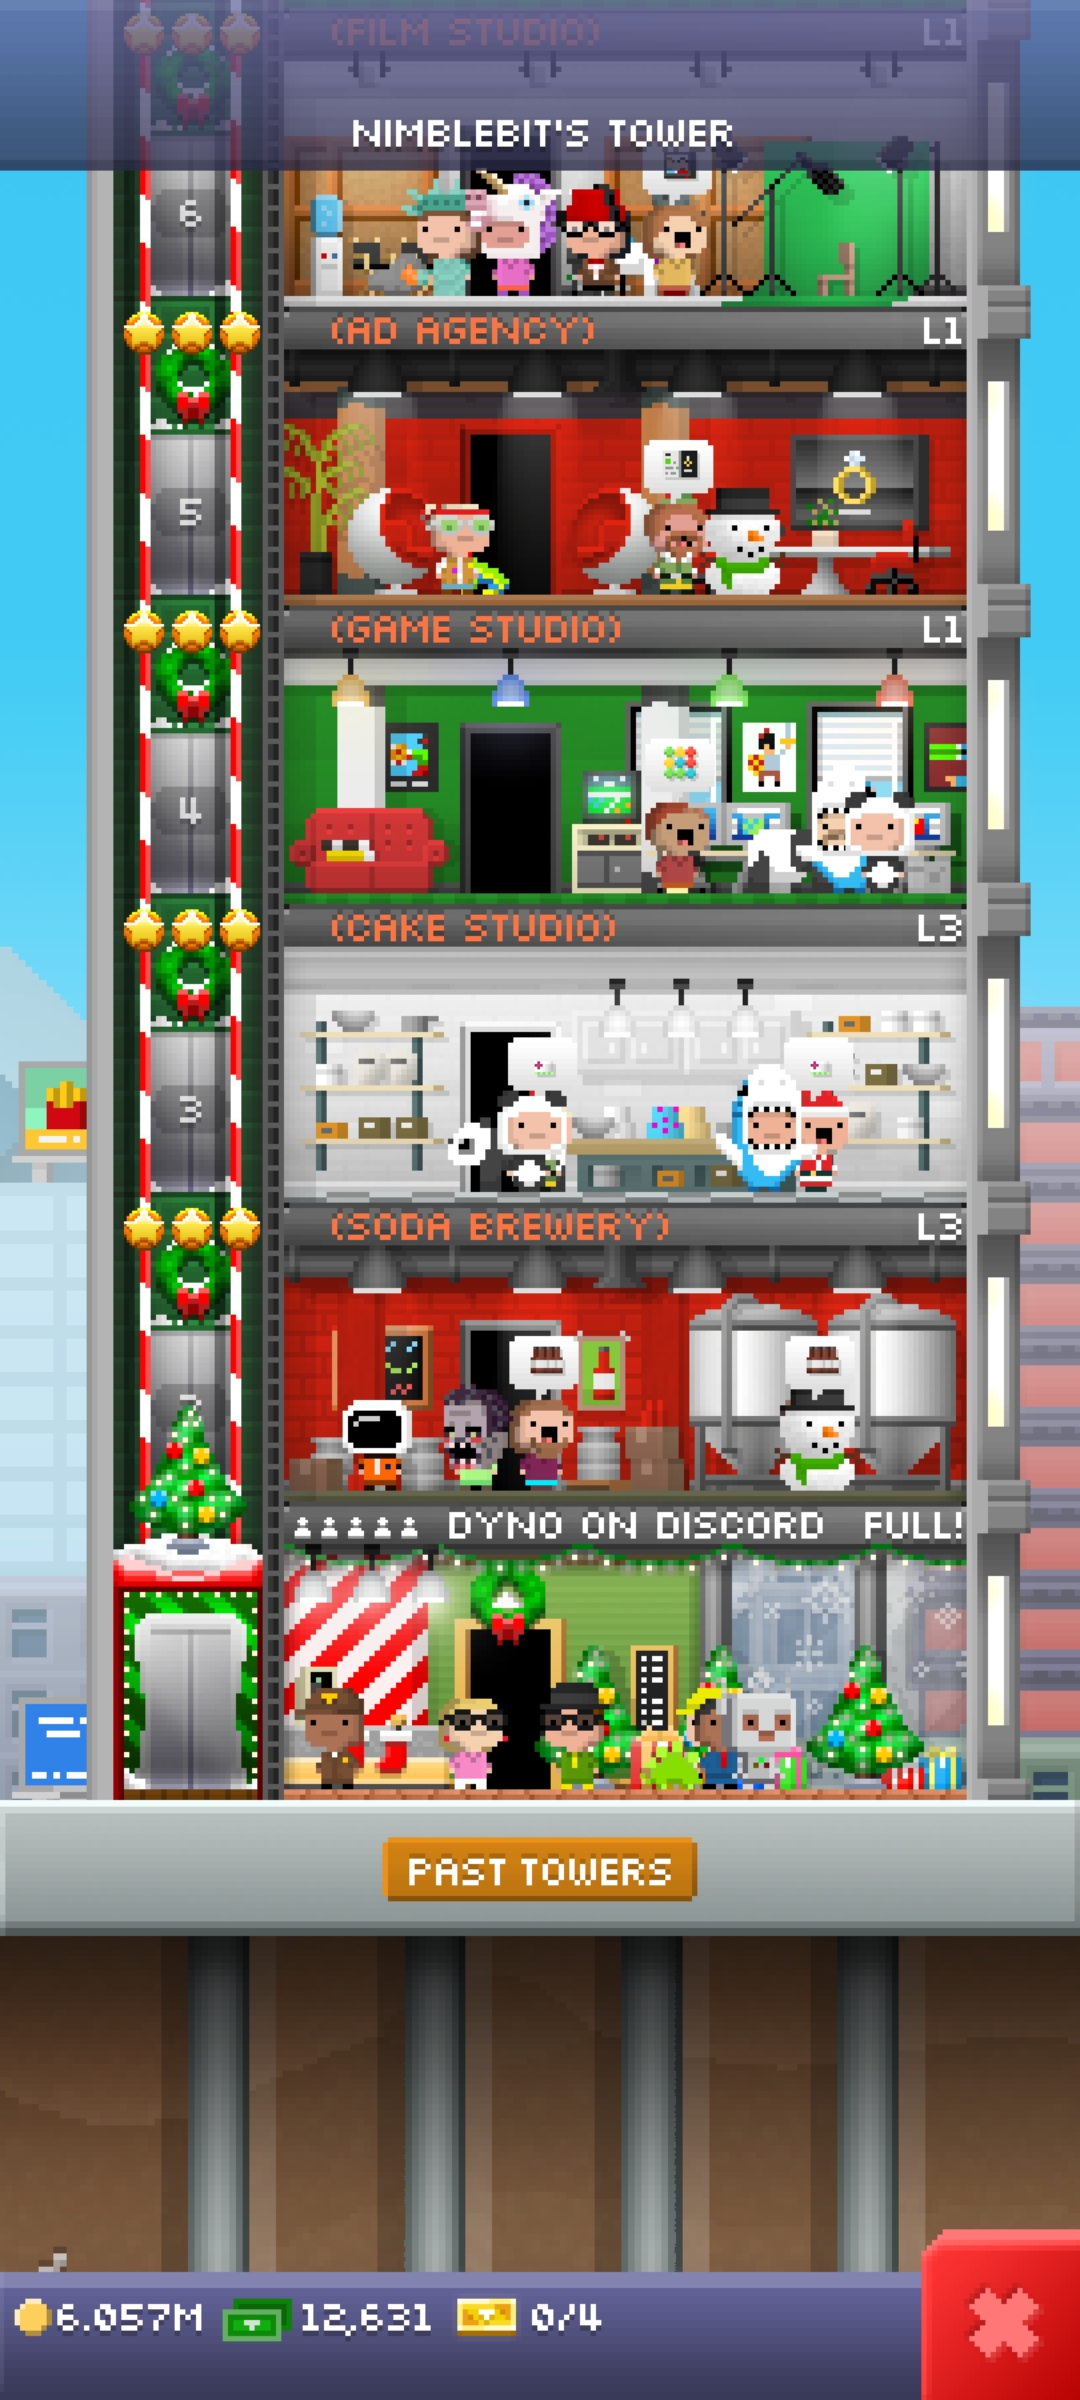 (FILM STUDIO) L1
NIMBLEBIT'S TOWER
6
(AD AGENCY) L1
5
(GAME STUDIO) L1
4
(CAKE STUDIO) L3
3
(SODA BREWERY) L3
DYNO ON DISCORD FULL!
PAST TOWERS
6.057M 12,631 0/4